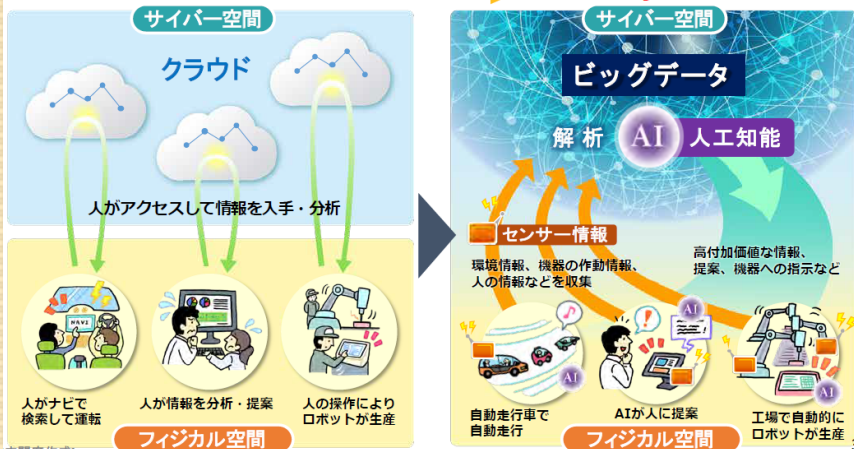 サイバー空間
クラウド
人がアクセスして情報を入手・分析
NAVI
人がナビで
検索して運転
人が情報を分析・提案
人の操作により
ロボットが生産
フィジカル空間
サイバー空間
ビッグデータ
解析
AI
人工知能
センサー情報
環境情報、機器の作動情報、
人の情報などを収集
高付加価値な情報、
提案、機器への指示など
AI
自動走行車で
自動走行
AI
AIが人に提案
AI
工場で自動的に
ロボットが生産
フィジカル空間